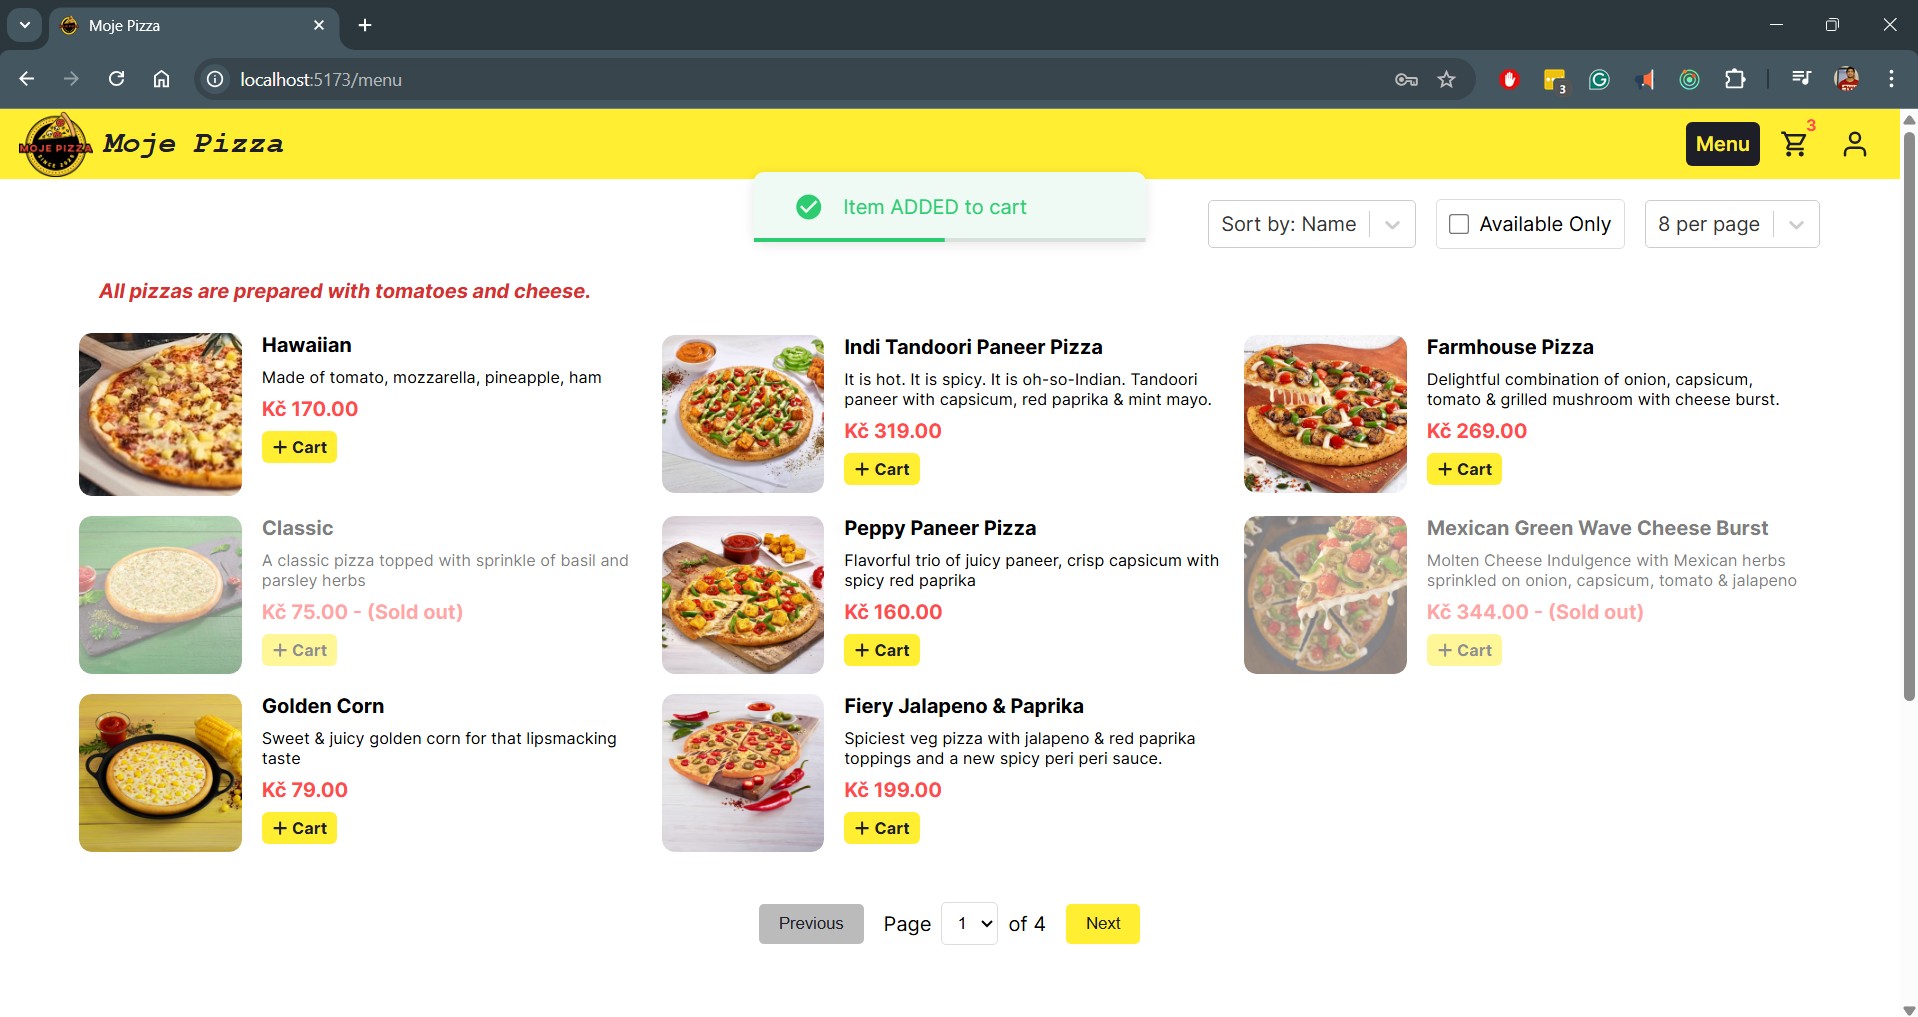 Moje Pizza
localhost:5173/menu
3
MOJE PIZZA
SINCE 2020
Moje Pizza
Menu
3
Item ADDED to cart
Sort by: Name
Available Only
8 per page
All pizzas are prepared with tomatoes and cheese.
Hawaiian
Made of tomato, mozzarella, pineapple, ham
Kč 170.00
+ Cart
Indi Tandoori Paneer Pizza
It is hot. It is spicy. It is oh-so-Indian. Tandoori
paneer with capsicum, red paprika & mint mayo.
Kč 319.00
+ Cart
Farmhouse Pizza
Delightful combination of onion, capsicum,
tomato & grilled mushroom with cheese burst.
Kč 269.00
+ Cart
Classic
A classic pizza topped with sprinkle of basil and
parsley herbs
Kč 75.00 - (Sold out)
+ Cart
Peppy Paneer Pizza
Flavorful trio of juicy paneer, crisp capsicum with
spicy red paprika
Kč 160.00
+ Cart
Mexican Green Wave Cheese Burst
Molten Cheese Indulgence with Mexican herbs
sprinkled on onion, capsicum, tomato & jalapeno
Kč 344.00 - (Sold out)
+ Cart
Golden Corn
Sweet & juicy golden corn for that lipsmacking
taste
Kč 79.00
+ Cart
Fiery Jalapeno & Paprika
Spiciest veg pizza with jalapeno & red paprika
toppings and a new spicy peri peri sauce.
Kč 199.00
+ Cart
Previous
Page
1
of 4
Next